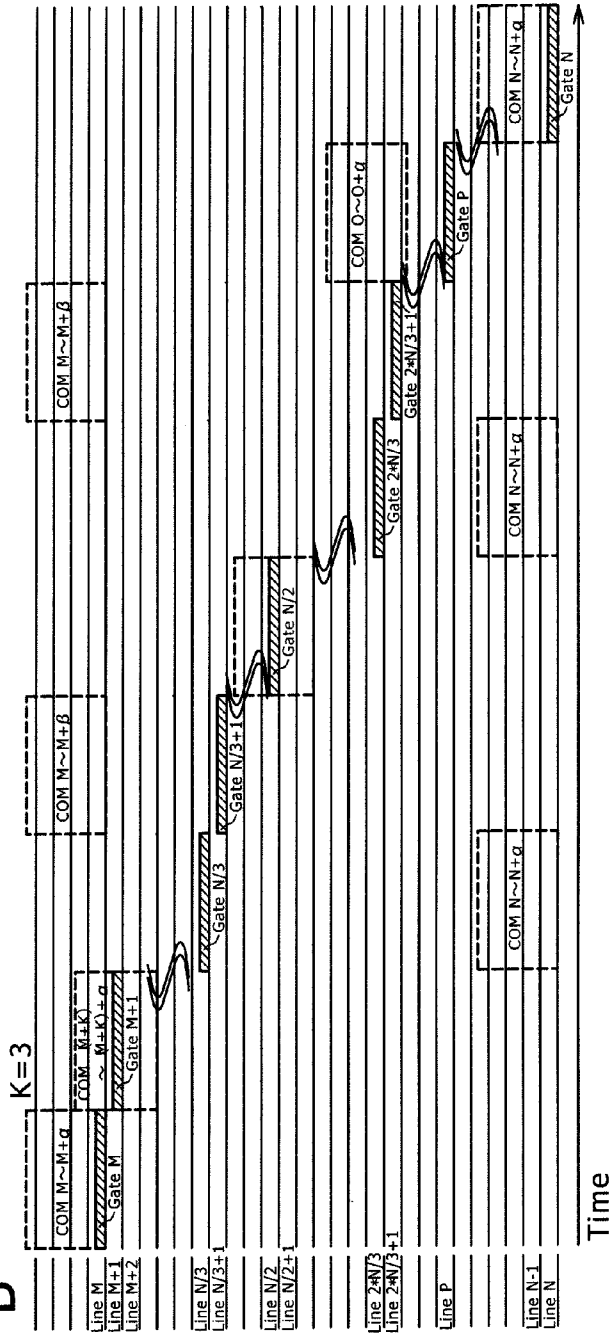 K=3
COM M~M+α
COM (M+K)
~ M+K)+α
COM M~M+β
COM M~M+β
COM O~O+α
COM N~N+α
COM N~N+α
COM N~N+α
Gate M
Gate M+1
Gate N/3
Gate N/3+1
Gate N/2
Gate 2*N/3
Gate 2*N/3+1
Gate P
Gate N
Line M
Line M+1
Line M+2
Line N/3
Line N/3+1
Line N/2
Line N/2+1
Line 2*N/3
Line 2*N/3+1
Line P
Line N-1
Line N
Time